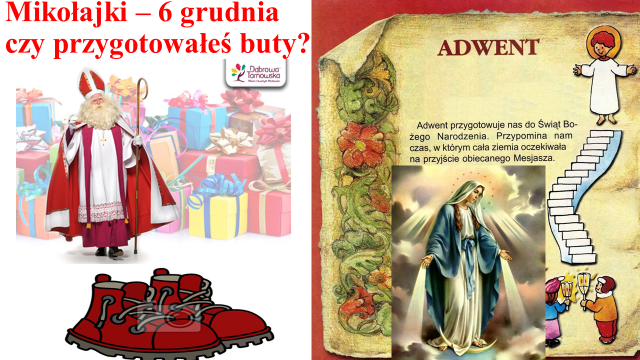 Mikołajki – 6 grudnia
czy przygotowałeś buty?
Dąbrowa
Tarnowska
ADWENT
Adwent przygotowuje nas do Świąt Bo-
żego Narodzenia. Przypomina nam
czas, w którym cała ziemia oczekiwała
na przyjście obiecanego Mesjasza.